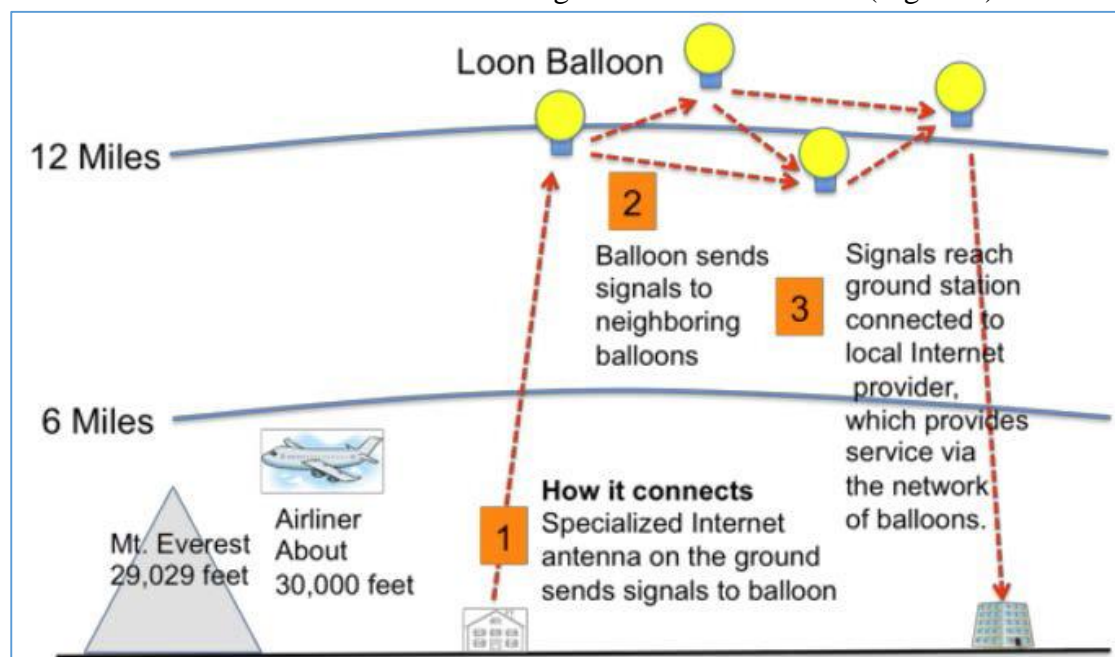 Loon Balloon
12 Miles
2
Balloon sends
signals to
neighboring
balloons
3
Signals reach
ground station
connected to
local Internet
provider,
which provides
service via
the network
of balloons.
6 Miles
Mt. Everest
29,029 feet
Airliner
About
30,000 feet
1
How it connects
Specialized Internet
antenna on the ground
sends signals to balloon